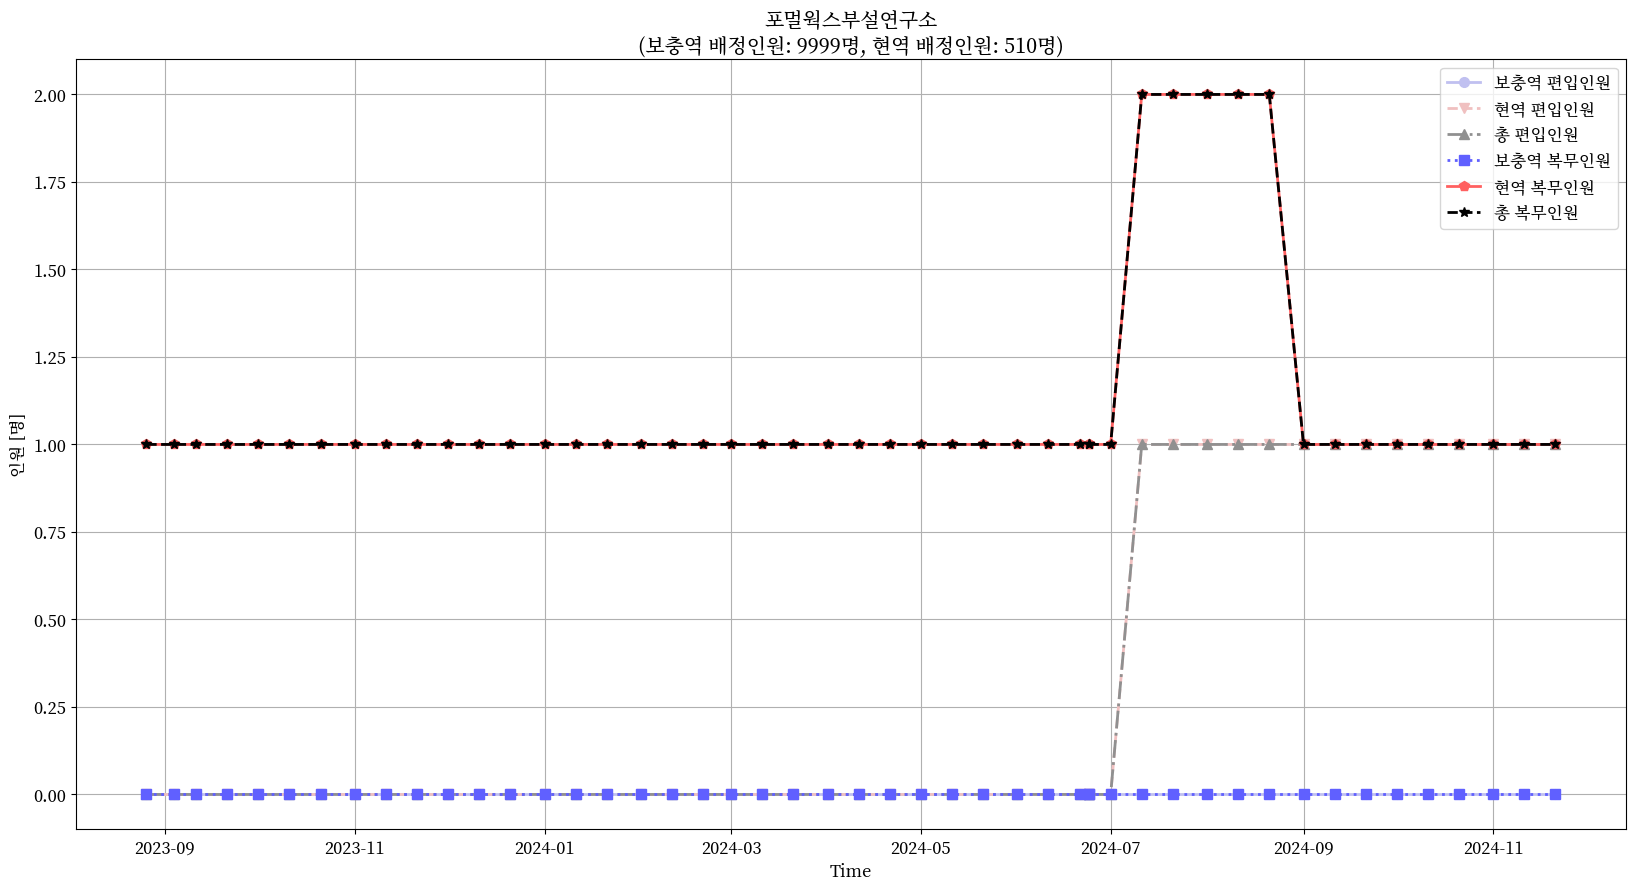 포멀웍스부설연구소
(보충역 배정인원: 9999명, 현역 배정인원: 510명)
보충역 편입인원
현역 편입인원
총 편입인원
보충역 복무인원
현역 복무인원
총 복무인원
인원 [명]
2.00
1.75
1.50
1.25
1.00
0.75
0.50
0.25
0.00
2023-09
2023-11
2024-01
2024-03
2024-05
2024-07
2024-09
2024-11
Time